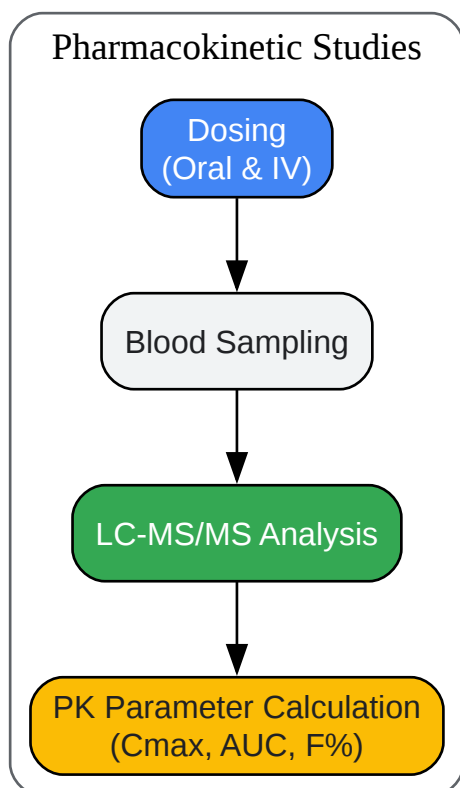 Pharmacokinetic Studies
Dosing
(Oral & IV)
Blood Sampling
LC-MS/MS Analysis
PK Parameter Calculation
(Cmax, AUC, F%)